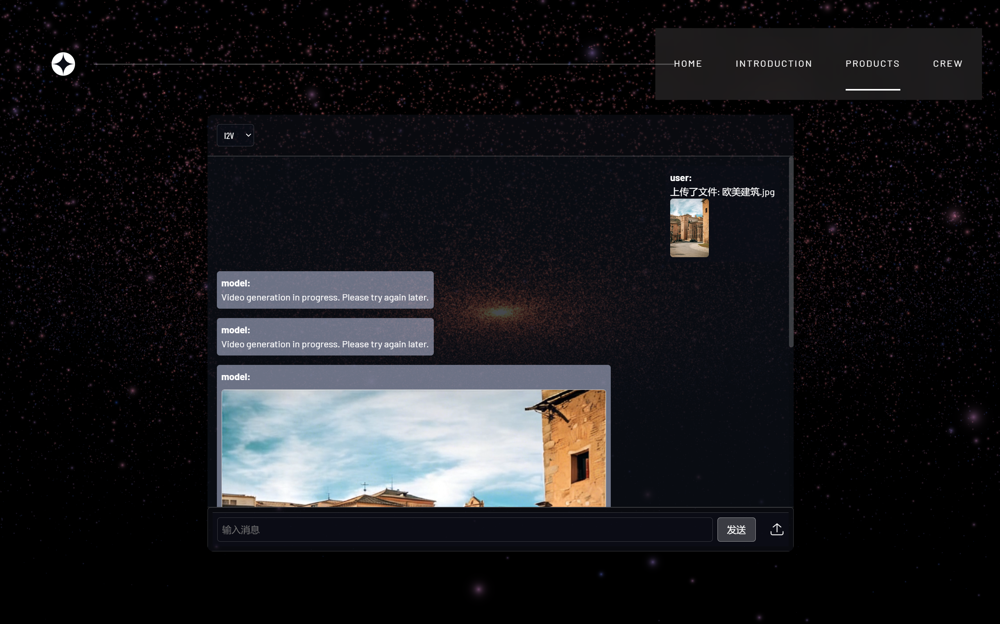 HOME INTRODUCTION PRODUCTS CREW
I2V
user:
上传了文件: 欧美建筑.jpg
model:
Video generation in progress. Please try again later.
model:
Video generation in progress. Please try again later.
model:
输入消息
发送